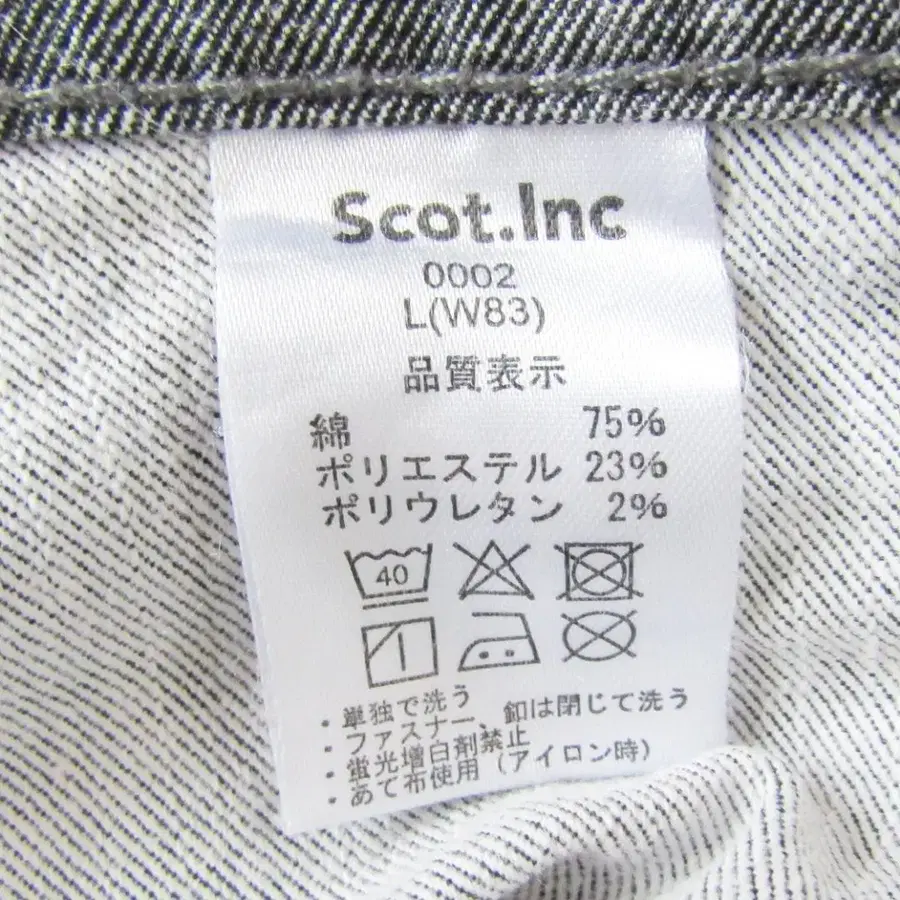 Scot.Inc
0002
L(W83)
品質表示
綿 75%
ポリエステル 23%
ポリウレタン 2%
40
・単独で洗う
・ファスナー、釦は閉じて洗う
・蛍光増白剤禁止
・あて布使用（アイロン時）